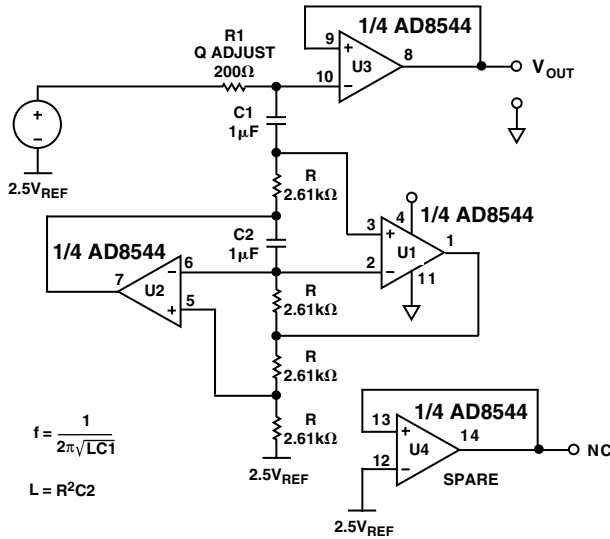 R1
Q ADJUST
200Ω
1/4 AD8544
9
+
U3
8
10
−
V_OUT
C1
1μF
+
−
2.5V_REF
R
2.61kΩ
4
1/4 AD8544
3
+
U1
1
2
−
11
C2
1μF
1/4 AD8544
7
−
6
U2
5
+
R
2.61kΩ
R
2.61kΩ
R
2.61kΩ
2.5V_REF
1/4 AD8544
13
+
14
U4
12
−
NC
SPARE
2.5V_REF
f = 1 / 2π√LC1
L = R²C2